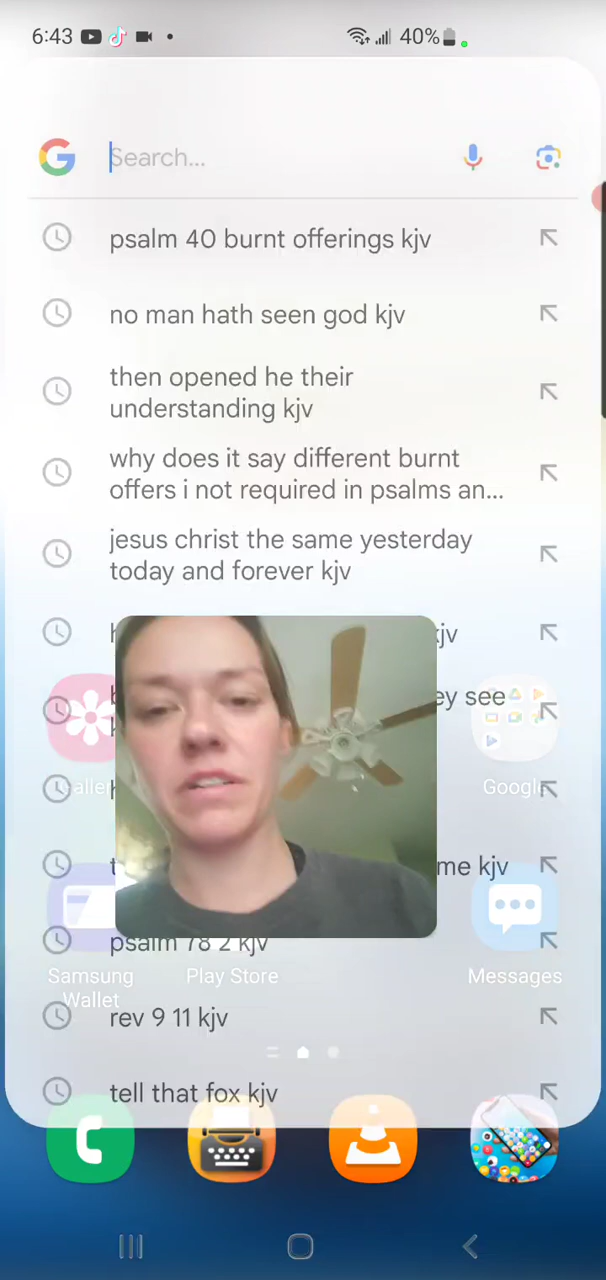 6:43
40%
Search...
psalm 40 burnt offerings kjv
no man hath seen god kjv
then opened he their
understanding kjv
why does it say different burnt
offers i not required in psalms an...
jesus christ the same yesterday
today and forever kjv
kjv
ey see
Google
me kjv
psalm 78 2 kjv
Samsung
Wallet
Play Store
Messages
rev 9 11 kjv
tell that fox kjv